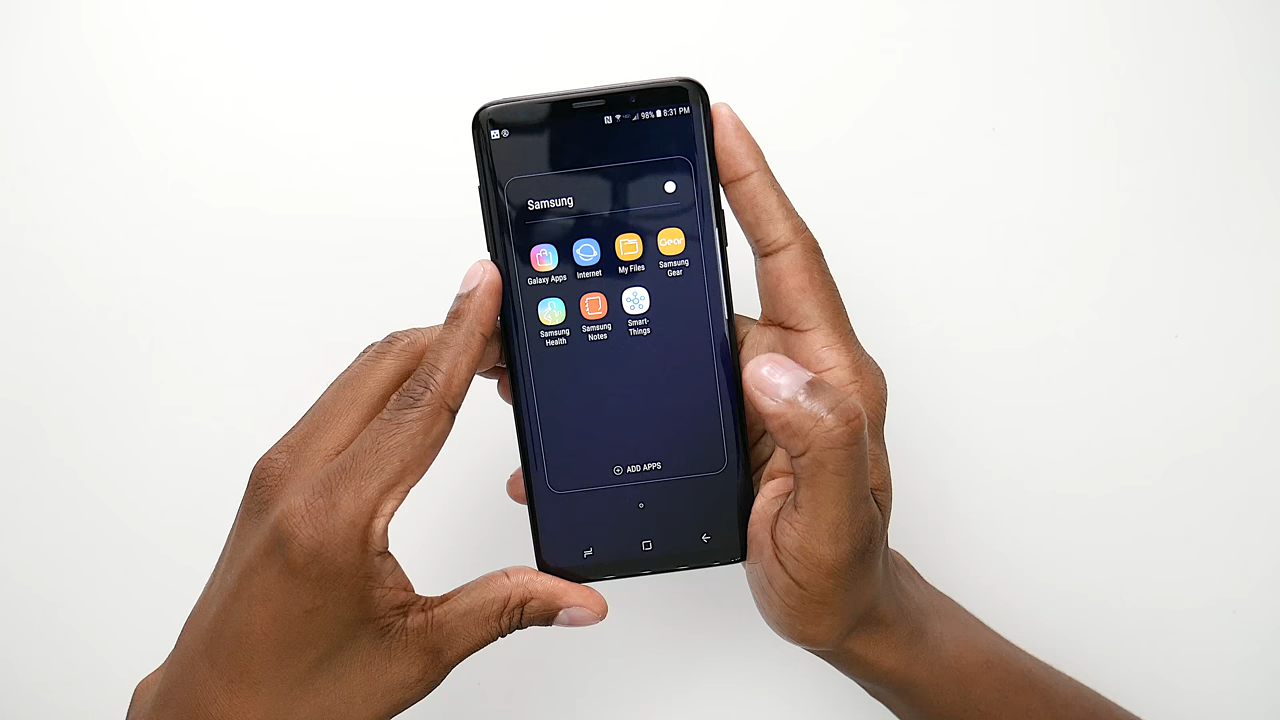 98% 8:31 PM
Samsung
Galaxy Apps
Internet
My Files
Gear
Samsung
Gear
Samsung
Health
Samsung
Notes
Smart-
Things
ADD APPS